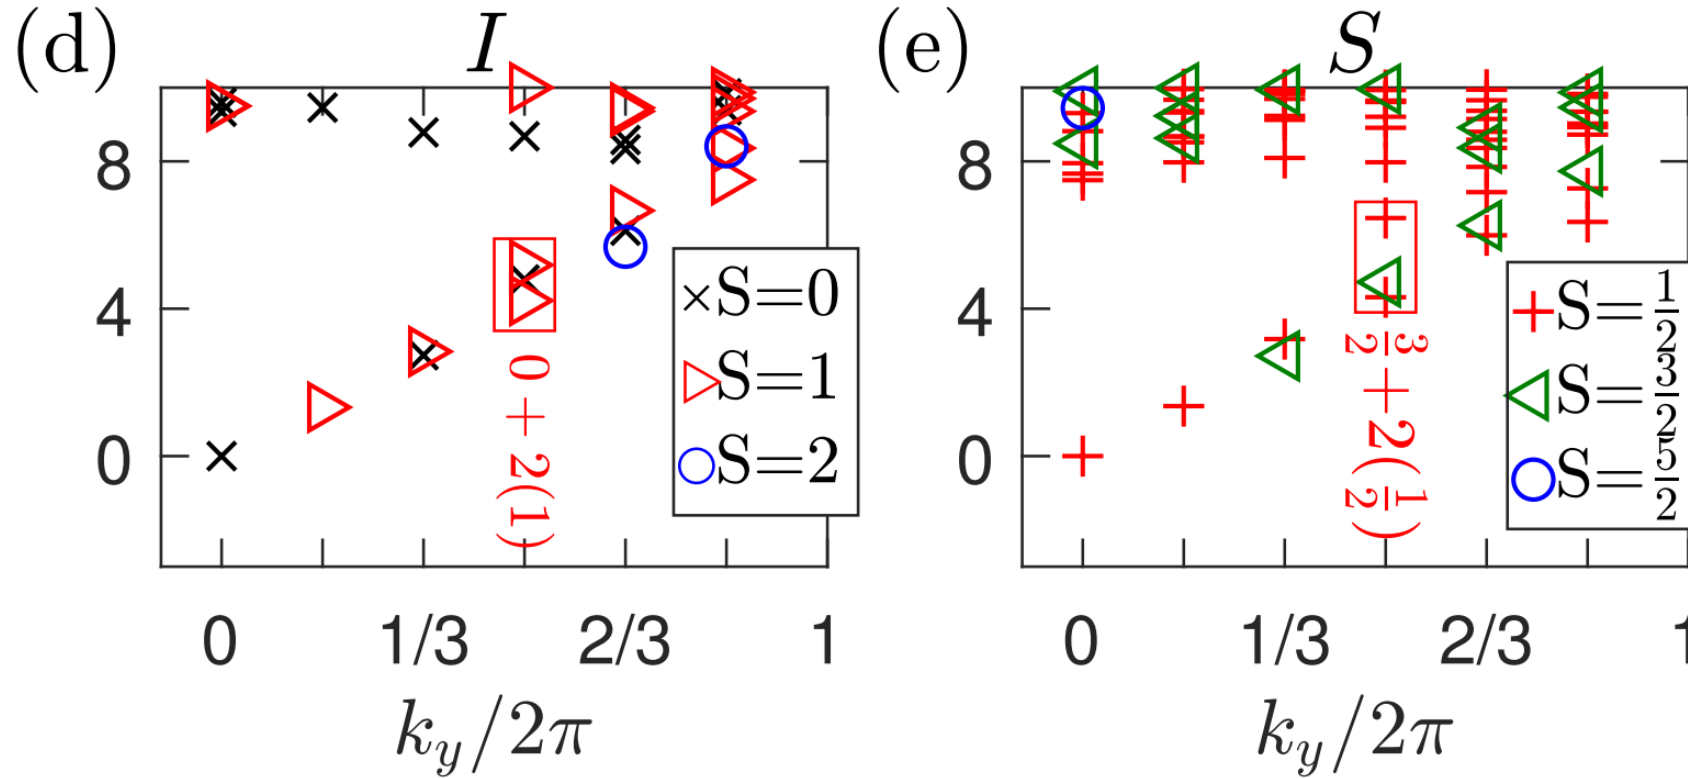 (d)
I
8
4
0
0 + 2(1)
×S=0
▷S=1
○S=2
0
1/3
2/3
1
k_y/2π
(e)
S
8
4
0
3/2 + 2(1/2)
+S=1/2
◁S=3/2
○S=5/2
0
1/3
2/3
1
k_y/2π